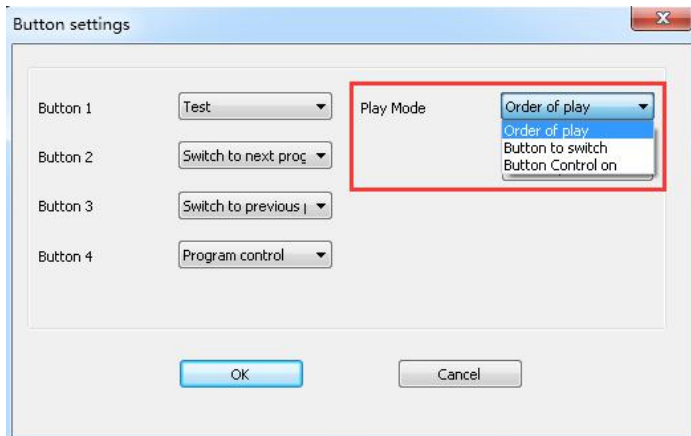 Button settings
Button 1
Test
Play Mode
Order of play
Order of play
Button to switch
Button Control on
Button 2
Switch to next prog
Button 3
Switch to previous
Button 4
Program control
OK
Cancel